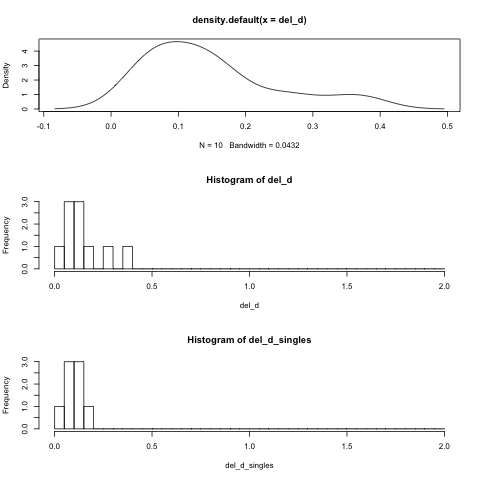 density.default(x = del_d)
Density
0 1 2 3 4
-0.1 0.0 0.1 0.2 0.3 0.4 0.5
N = 10 Bandwidth = 0.0432
Histogram of del_d
Frequency
0.0 1.0 2.0 3.0
0.0 0.5 1.0 1.5 2.0
del_d
Histogram of del_d_singles
Frequency
0.0 1.0 2.0 3.0
0.0 0.5 1.0 1.5 2.0
del_d_singles